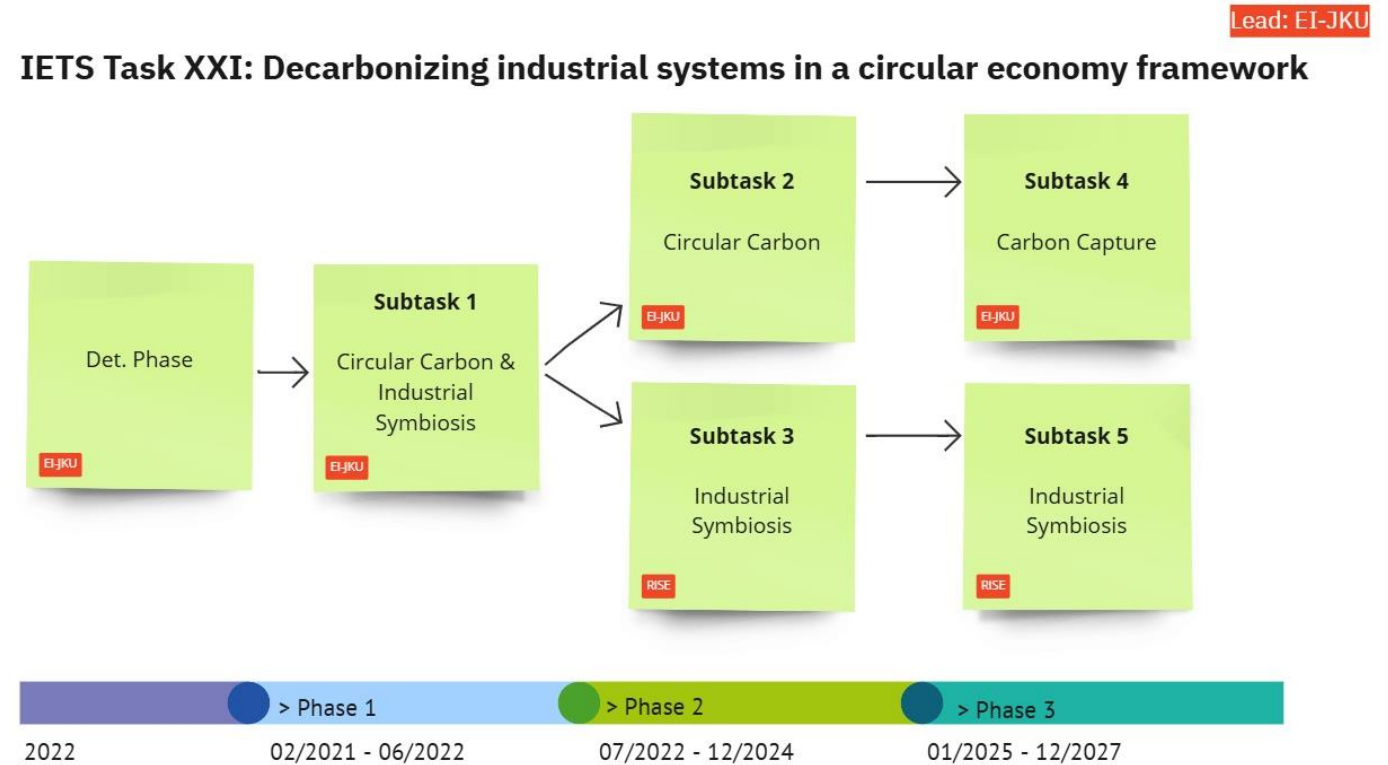 Lead: EI-JKU
IETS Task XXI: Decarbonizing industrial systems in a circular economy framework
Det. Phase
EI-JKU
Subtask 1
Circular Carbon &
Industrial
Symbiosis
EI-JKU
Subtask 2
Circular Carbon
EI-JKU
Subtask 3
Industrial
Symbiosis
RISE
Subtask 4
Carbon Capture
EI-JKU
Subtask 5
Industrial
Symbiosis
RISE
> Phase 1
> Phase 2
> Phase 3
2022
02/2021 - 06/2022
07/2022 - 12/2024
01/2025 - 12/2027